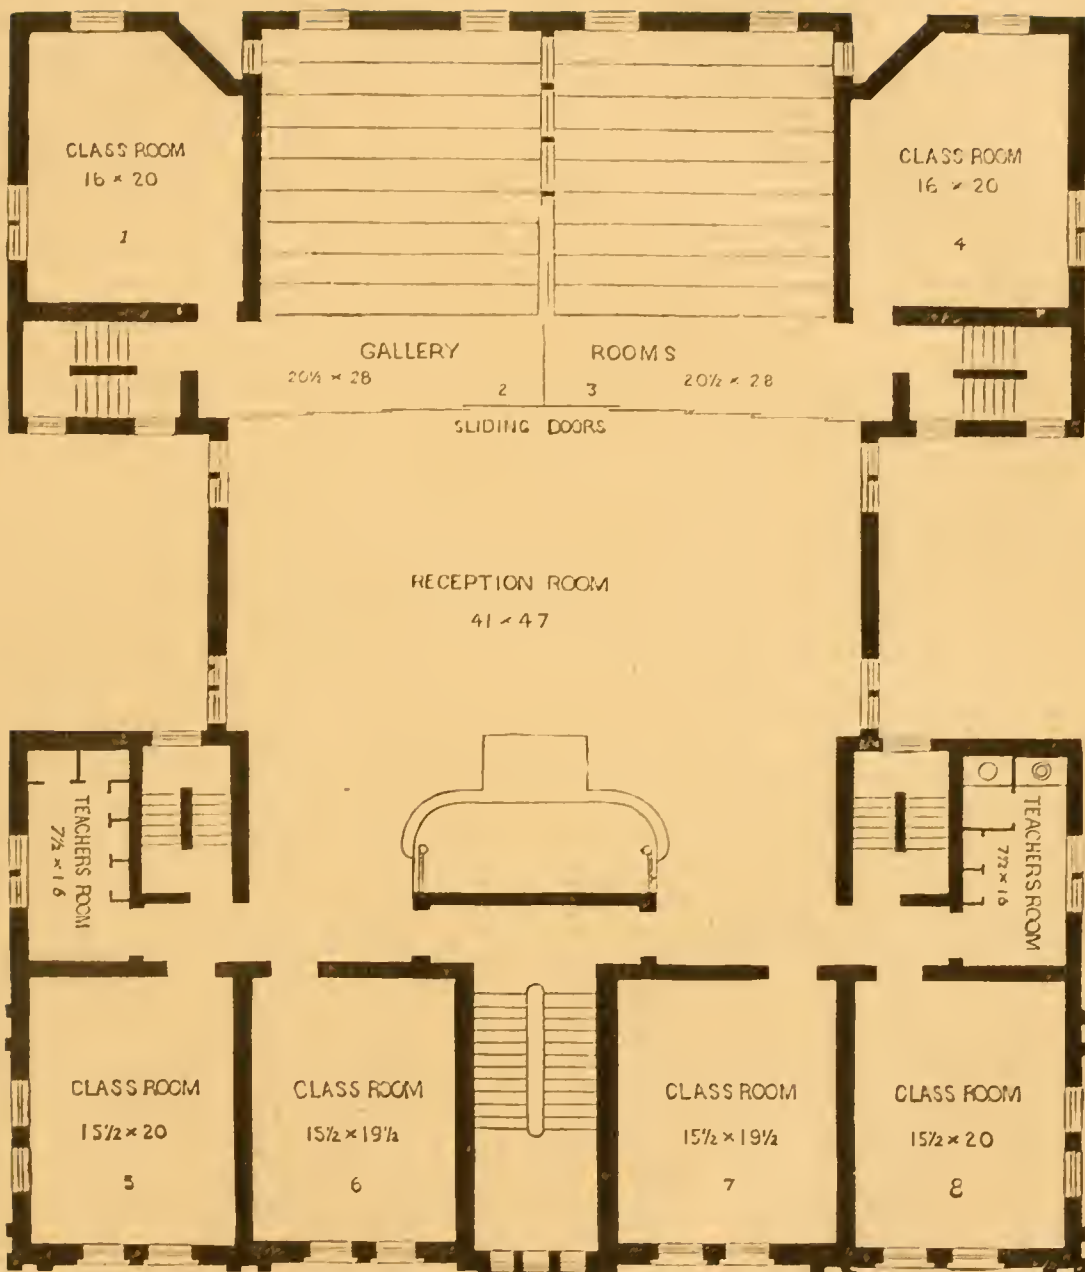 CLASS ROOM
16 × 20
1
CLASS ROOM
16 × 20
4
GALLERY ROOMS
20½ × 28
2
3
20½ × 28
SLIDING DOORS
RECEPTION ROOM
41 × 47
TEACHERS ROOM
7½ × 16
TEACHERS ROOM
7½ × 16
CLASS ROOM
15½ × 20
5
CLASS ROOM
15½ × 19½
6
CLASS ROOM
15½ × 19½
7
CLASS ROOM
15½ × 20
8